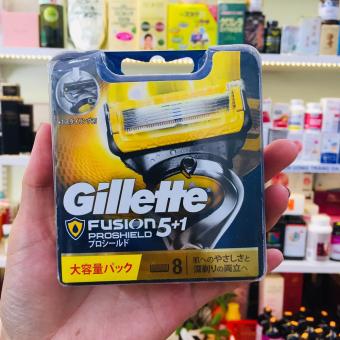 Gillette
FUSION 5+1
PROSHIELD
プロシールド
大容量パック
8
肌へのやさしさと
深剃りの両立へ